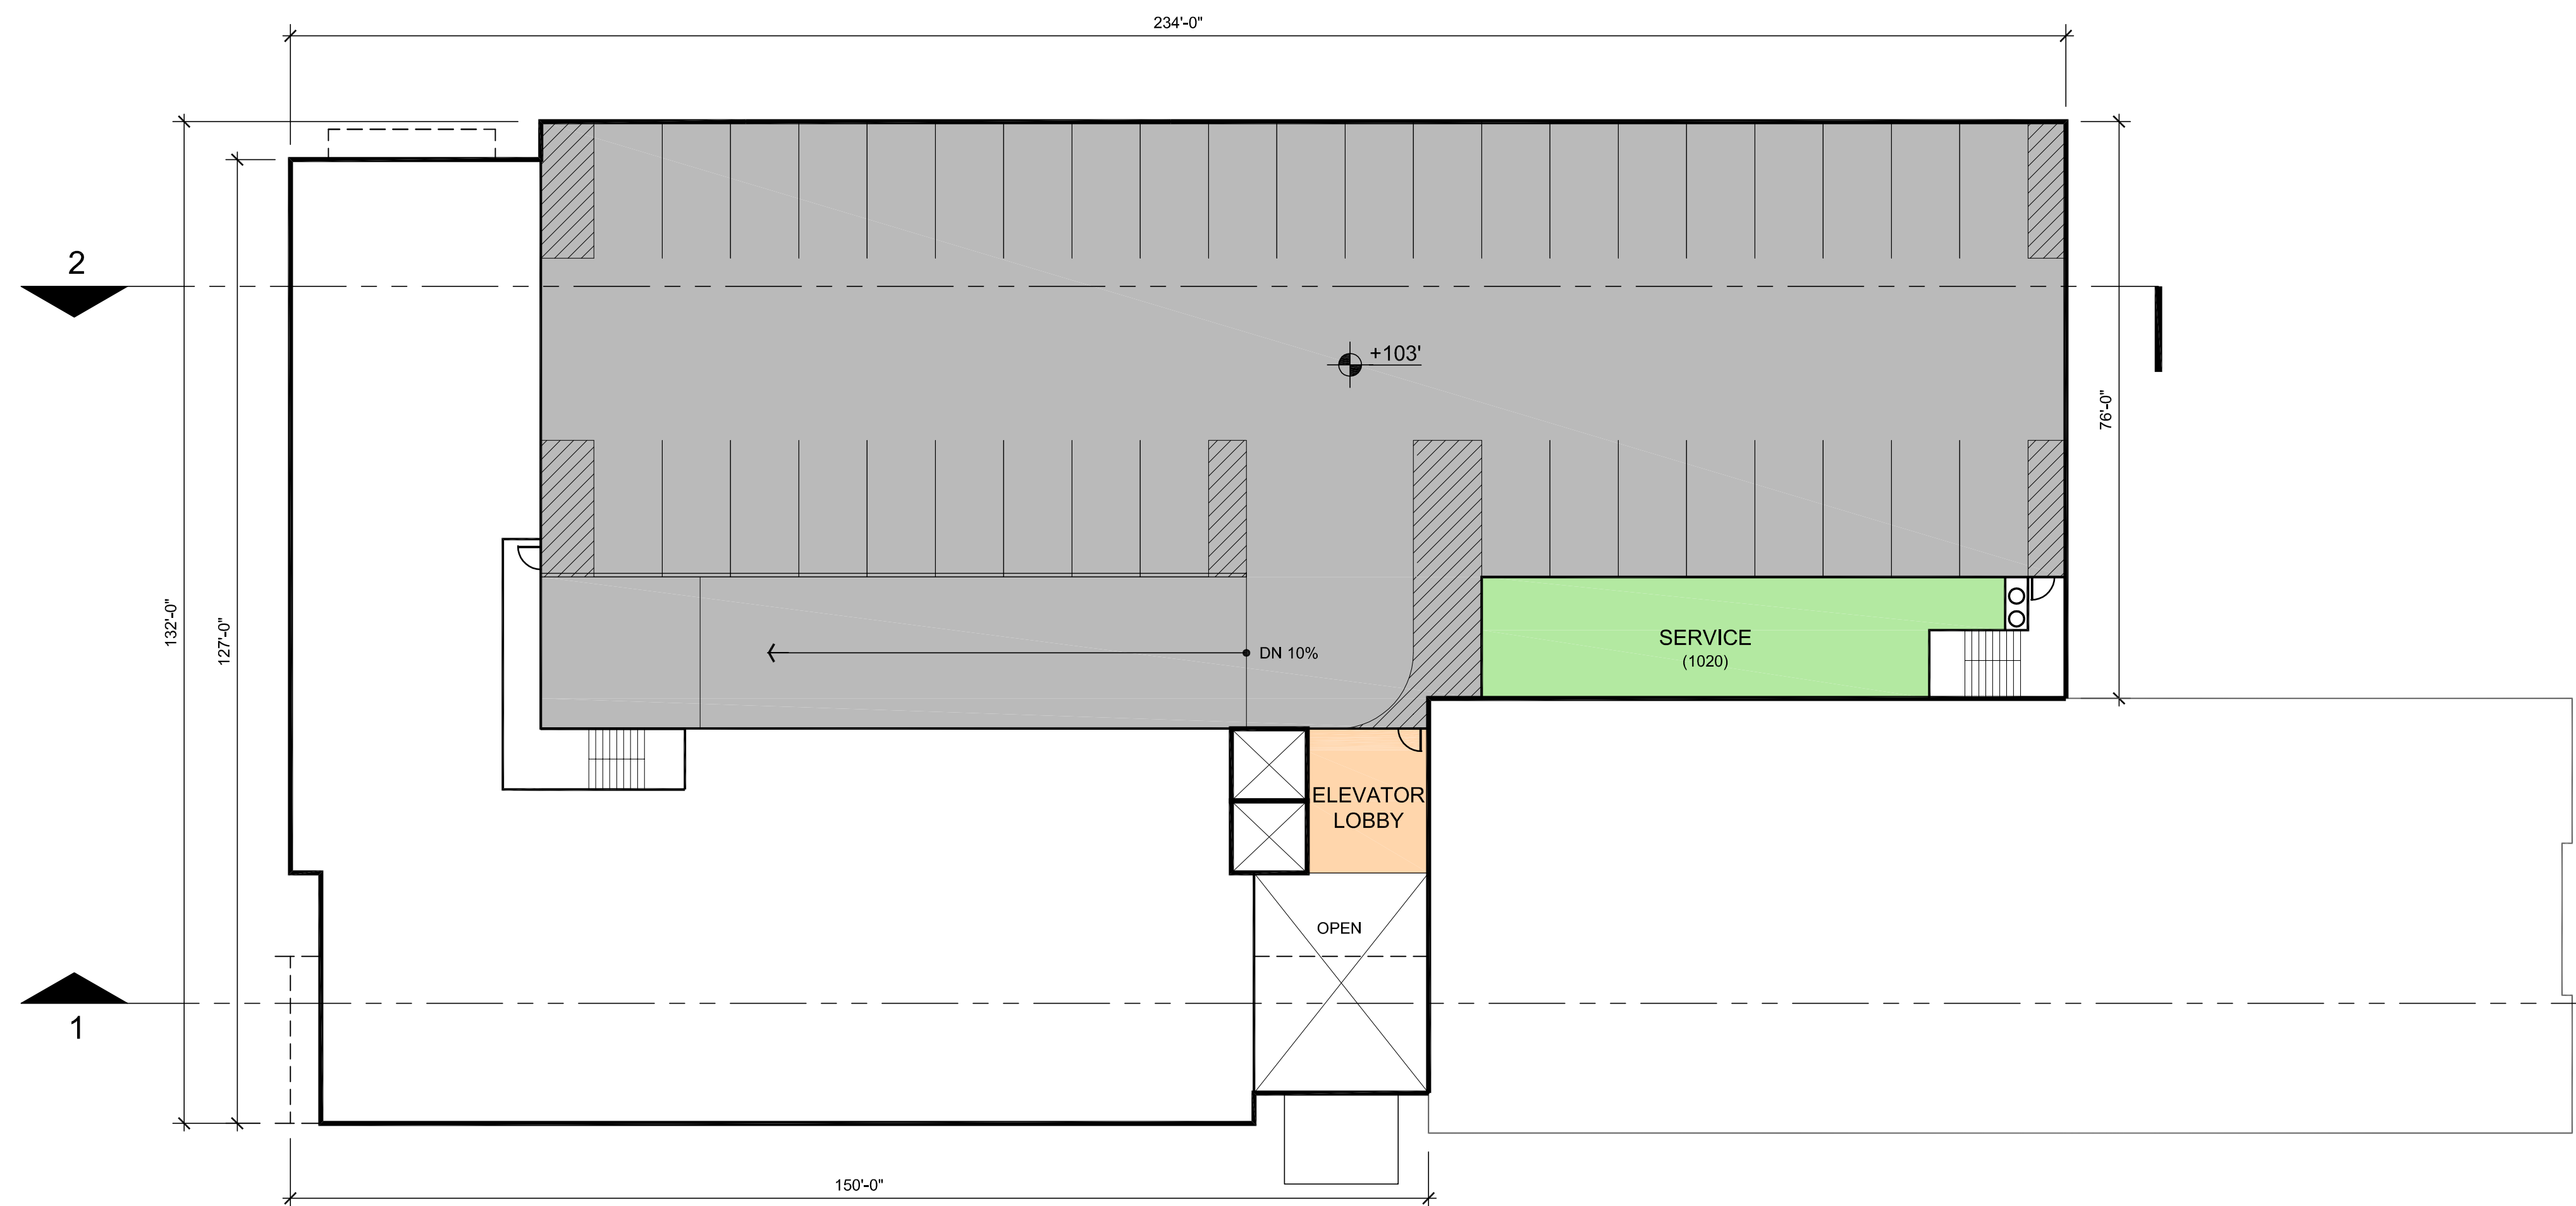 234'-0"
2
+103'
76'-0"
132'-0"
127'-0"
DN 10%
SERVICE
(1020)
ELEVATOR
LOBBY
OPEN
1
150'-0"